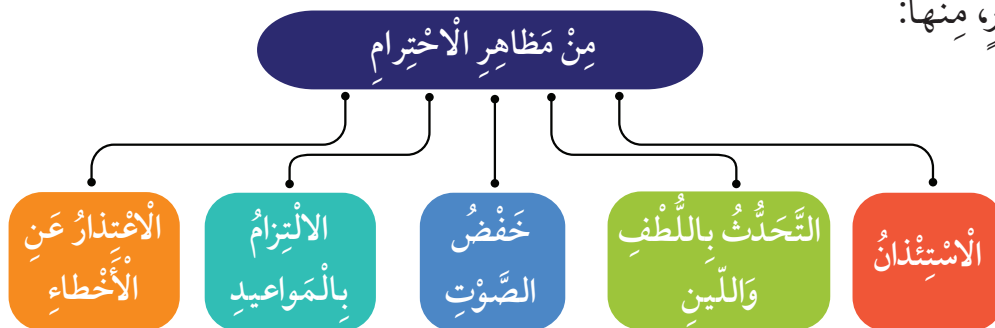 مِنها:
مِنْ مَظاهِرِ الْاحْتِرامِ
الْاسْتِئْذانُ
التَّحَدُّثُ بِاللُّطْفِ
وَاللّينِ
خَفْضُ
الصَّوْتِ
الالْتِزامُ
بِالْمَواعيدِ
الْاعْتِذارُ عَنِ
الْأَخْطاءِ